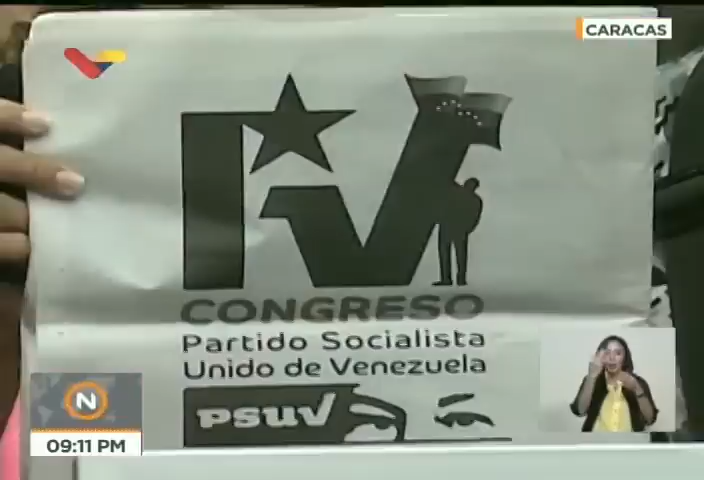 CARACAS
IV
CONGRESO
Partido Socialista
Unido de Venezuela
PSUV
N
09:11 PM